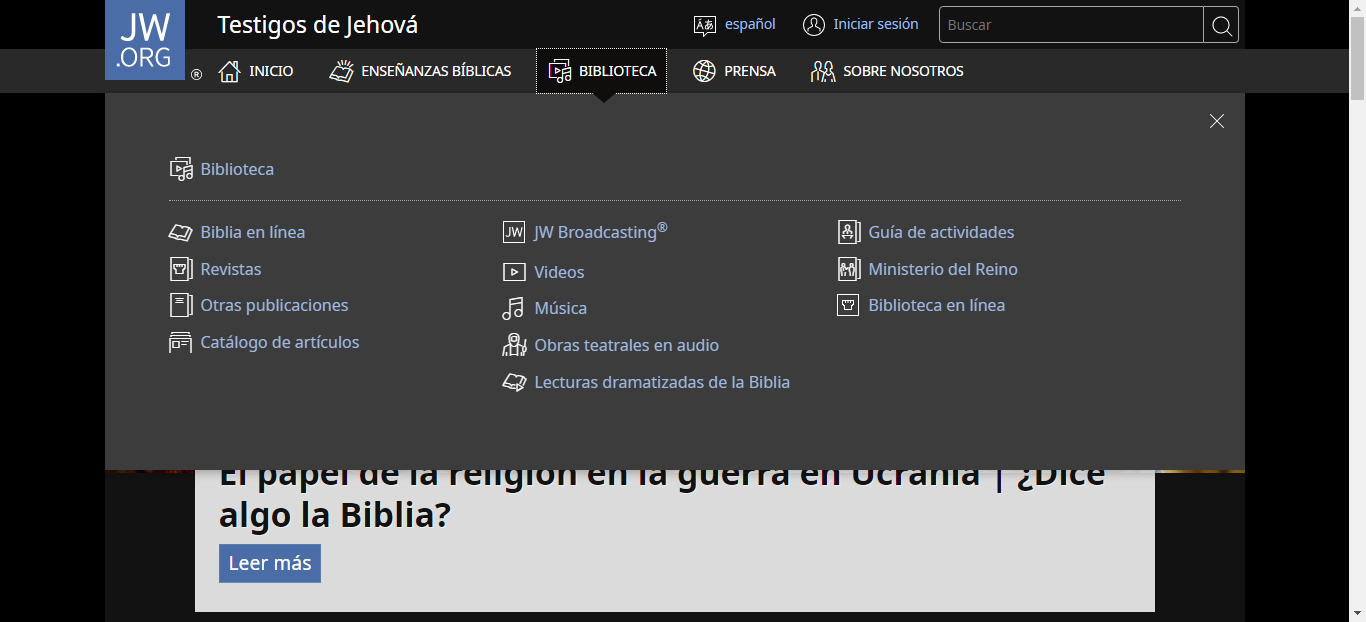 JW
.ORG
®
Testigos de Jehová
español
Iniciar sesión
Buscar
INICIO
ENSEÑANZAS BÍBLICAS
BIBLIOTECA
PRENSA
SOBRE NOSOTROS
Biblioteca
Biblia en línea
Revistas
Otras publicaciones
Catálogo de artículos
JW Broadcasting®
Videos
Música
Obras teatrales en audio
Lecturas dramatizadas de la Biblia
Guía de actividades
Ministerio del Reino
Biblioteca en línea
El papel de la religión en la guerra en Ucrania | ¿Dice
algo la Biblia?
Leer más